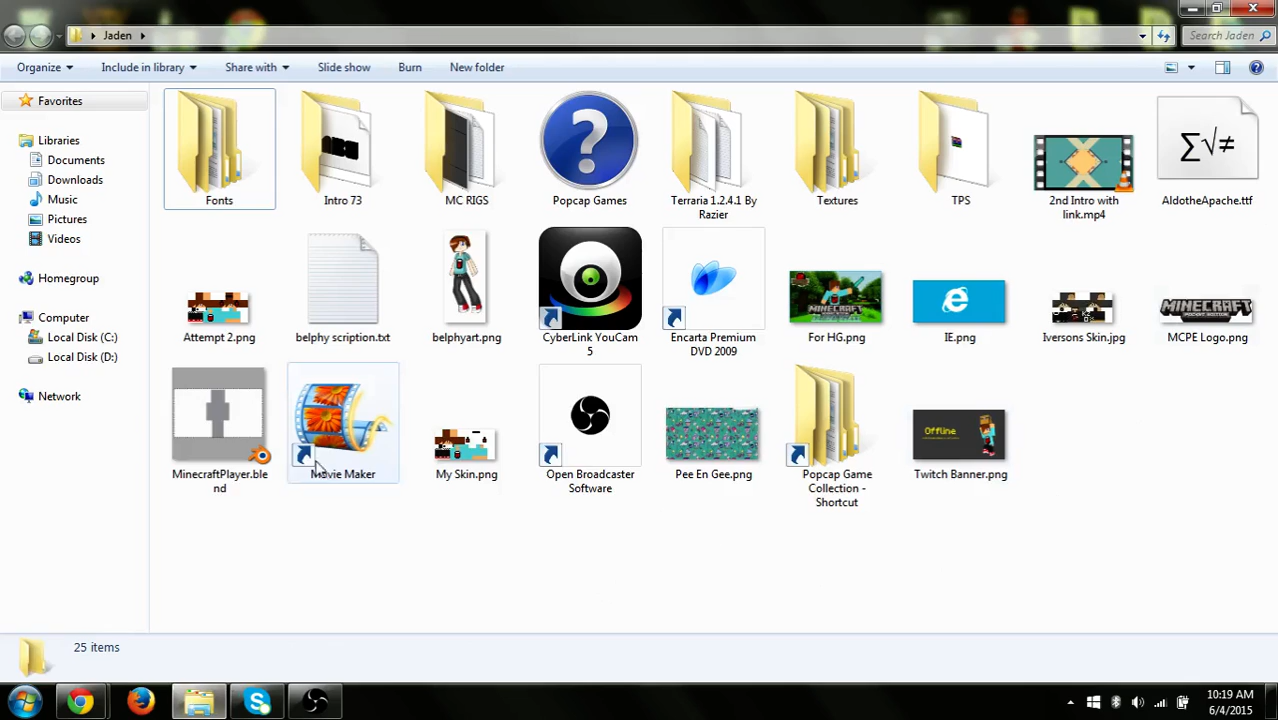 Jaden
Search Jaden
Organize
Include in library
Share with
Slide show
Burn
New folder
Favorites
Libraries
Documents
Downloads
Music
Pictures
Videos
Homegroup
Computer
Local Disk (C:)
Local Disk (D:)
Network
Fonts
Intro 73
MC RIGS
Popcap Games
Terraria 1.2.4.1 By
Razier
Textures
TPS
2nd Intro with
link.mp4
∑√≠
AldotheApache.ttf
Attempt 2.png
belphy scription.txt
belphyart.png
CyberLink YouCam
5
Encarta Premium
DVD 2009
For HG.png
IE.png
Iversons Skin.jpg
MINECRAFT
MCPE Logo.png
MinecraftPlayer.ble
nd
Movie Maker
My Skin.png
Open Broadcaster
Software
Pee En Gee.png
Popcap Game
Collection -
Shortcut
Offline
Twitch Banner.png
25 items
10:19 AM
6/4/2015